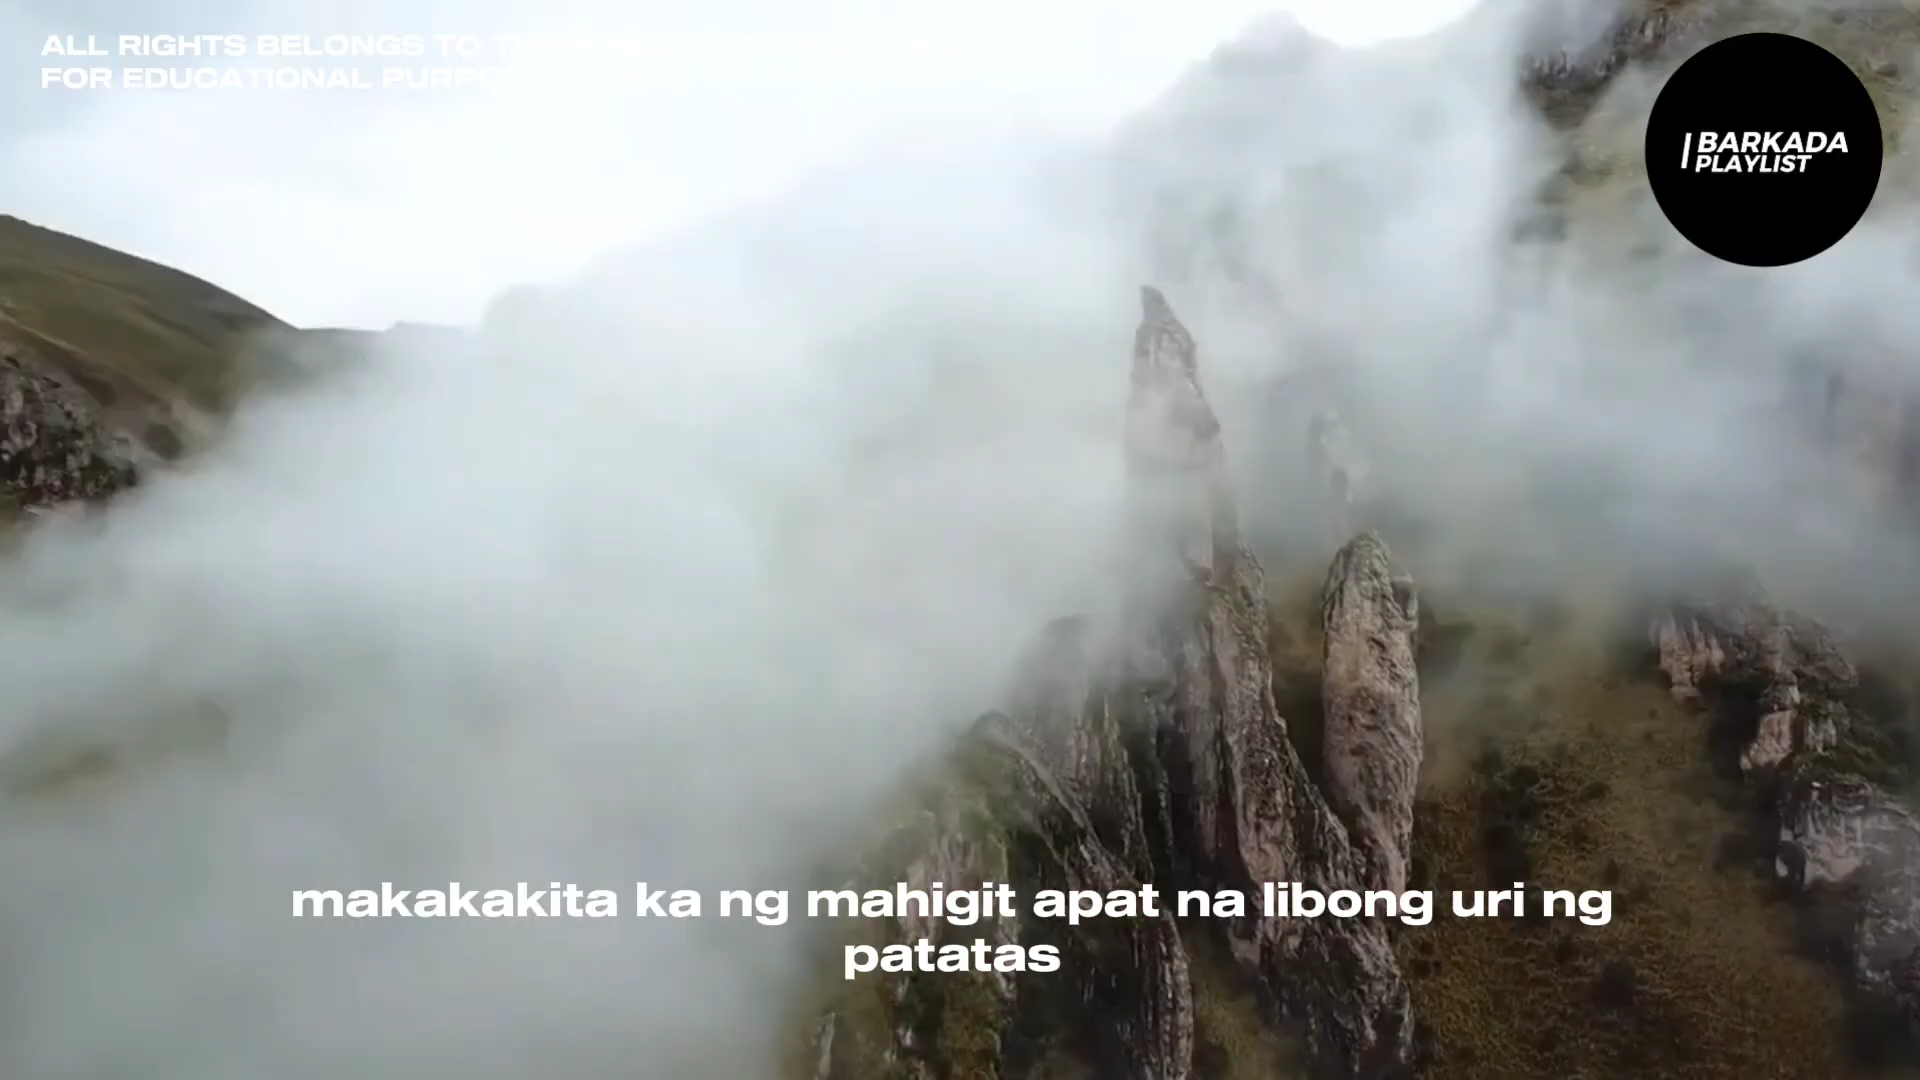 ALL RIGHTS BELONGS TO
FOR EDUCATIONAL
BARKADA
PLAYLIST
makakakita ka ng mahigit apat na libong uri ng
patatas